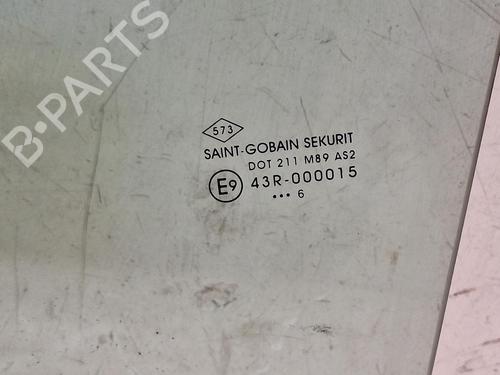 B-PARTS
573
SAINT-GOBAIN SEKURIT
DOT 211 M89 AS2
E9 43R-000015
••• 6